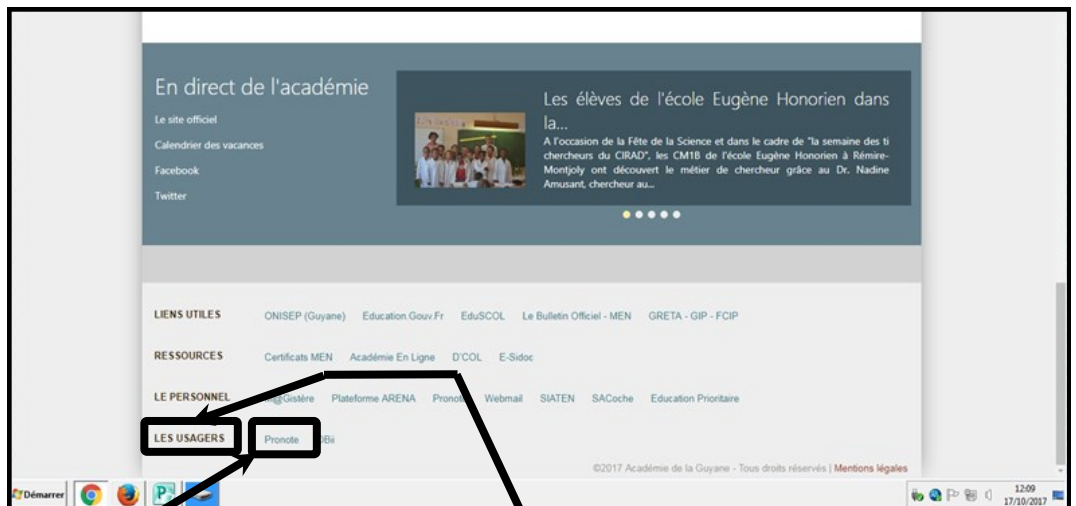 En direct de l'académie
Le site officiel
Calendrier des vacances
Facebook
Twitter
Les élèves de l'école Eugène Honorien dans
la...
A l'occasion de la Fête de la Science et dans le cadre de "la semaine des ti
chercheurs du CIRAD", les CM1B de l'école Eugène Honorien à Rémire-
Montjoly ont découvert le métier de chercheur grâce au Dr. Nadine
Amusant, chercheur au...
LIENS UTILES ONISEP (Guyane) Education.Gouv.Fr EduSCOL Le Bulletin Officiel - MEN GRETA - GIP - FCIP
RESSOURCES Certificats MEN Académie En Ligne D'COL E-Sidoc
LE PERSONNEL M@Gistère Plateforme ARENA Pronote Webmail SIATEN SACoche Education Prioritaire
LES USAGERS Pronote
©2017 Académie de la Guyane - Tous droits réservés | Mentions légales
Démarrer
12:09
17/10/2017